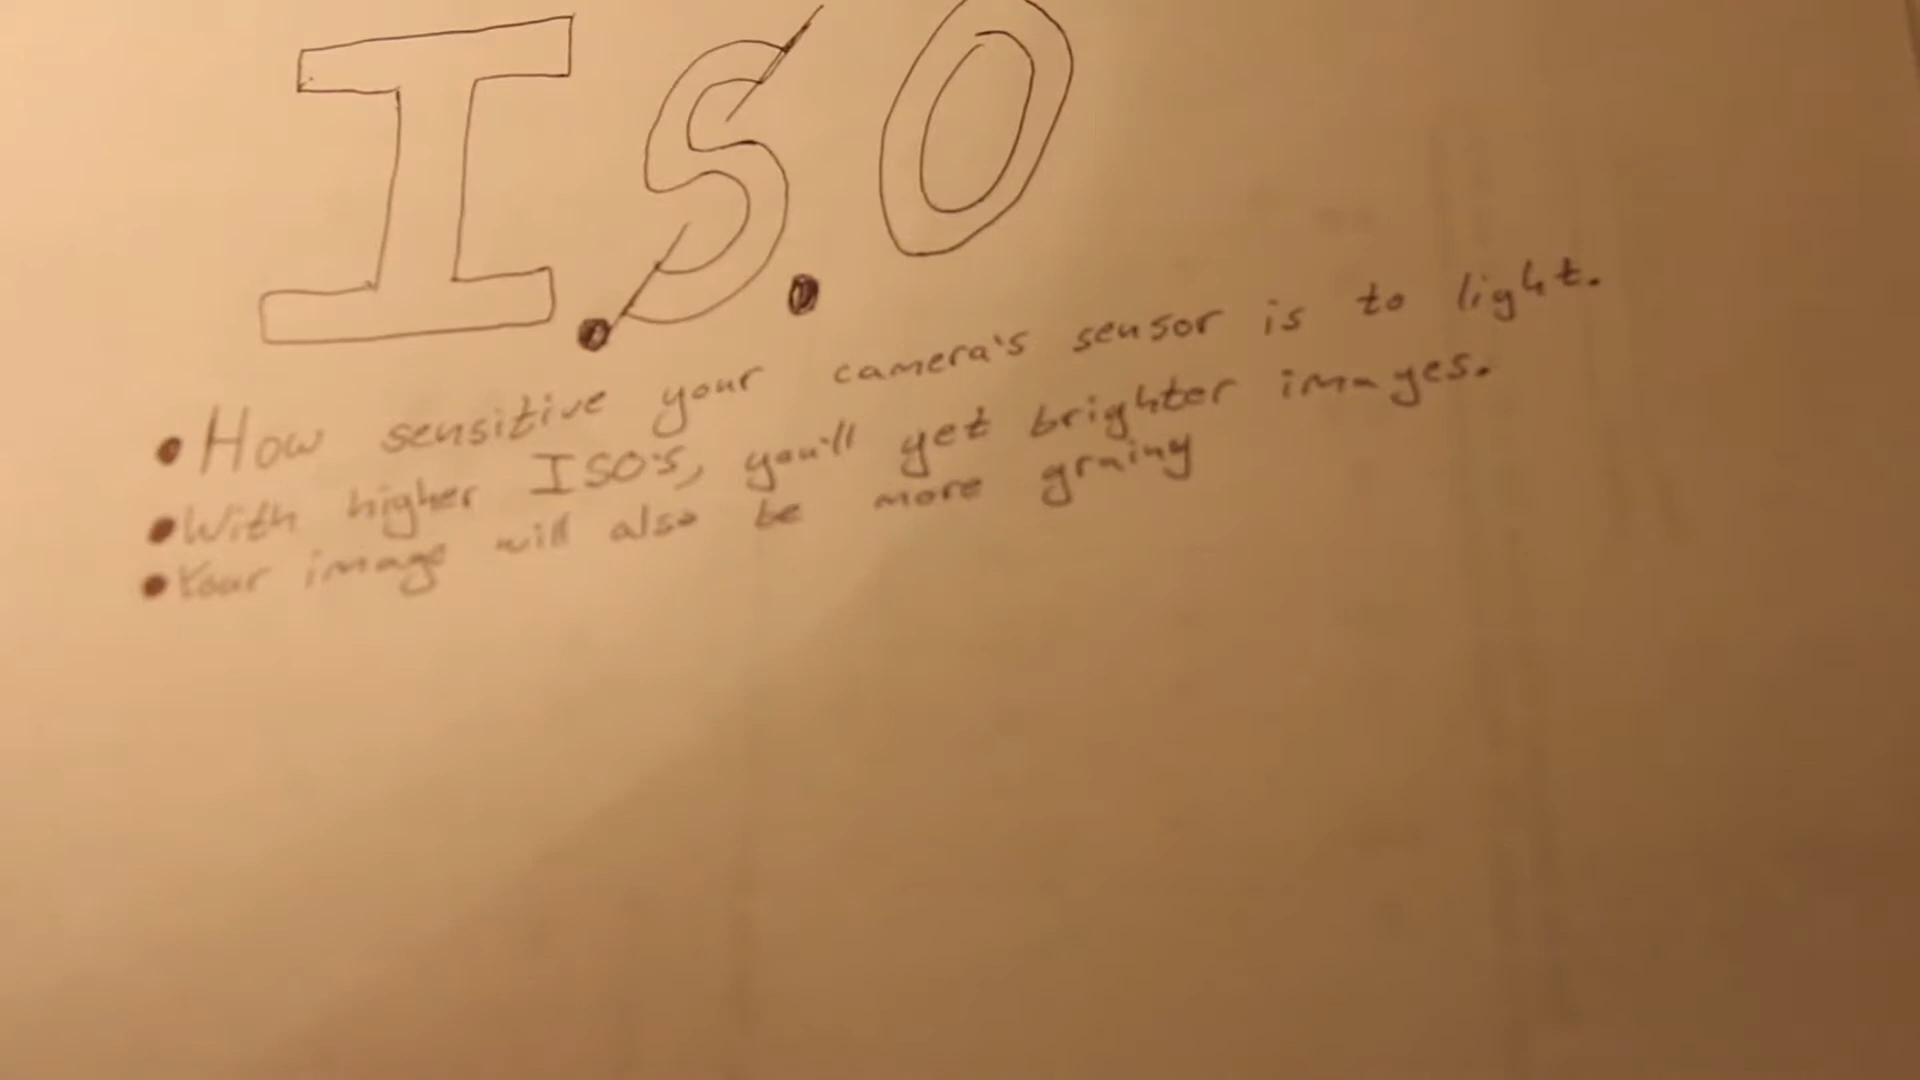 I.S.O
• How sensitive your camera's sensor is to light.
• With higher ISO's, you'll get brighter images.
• Your image will also be more grainy